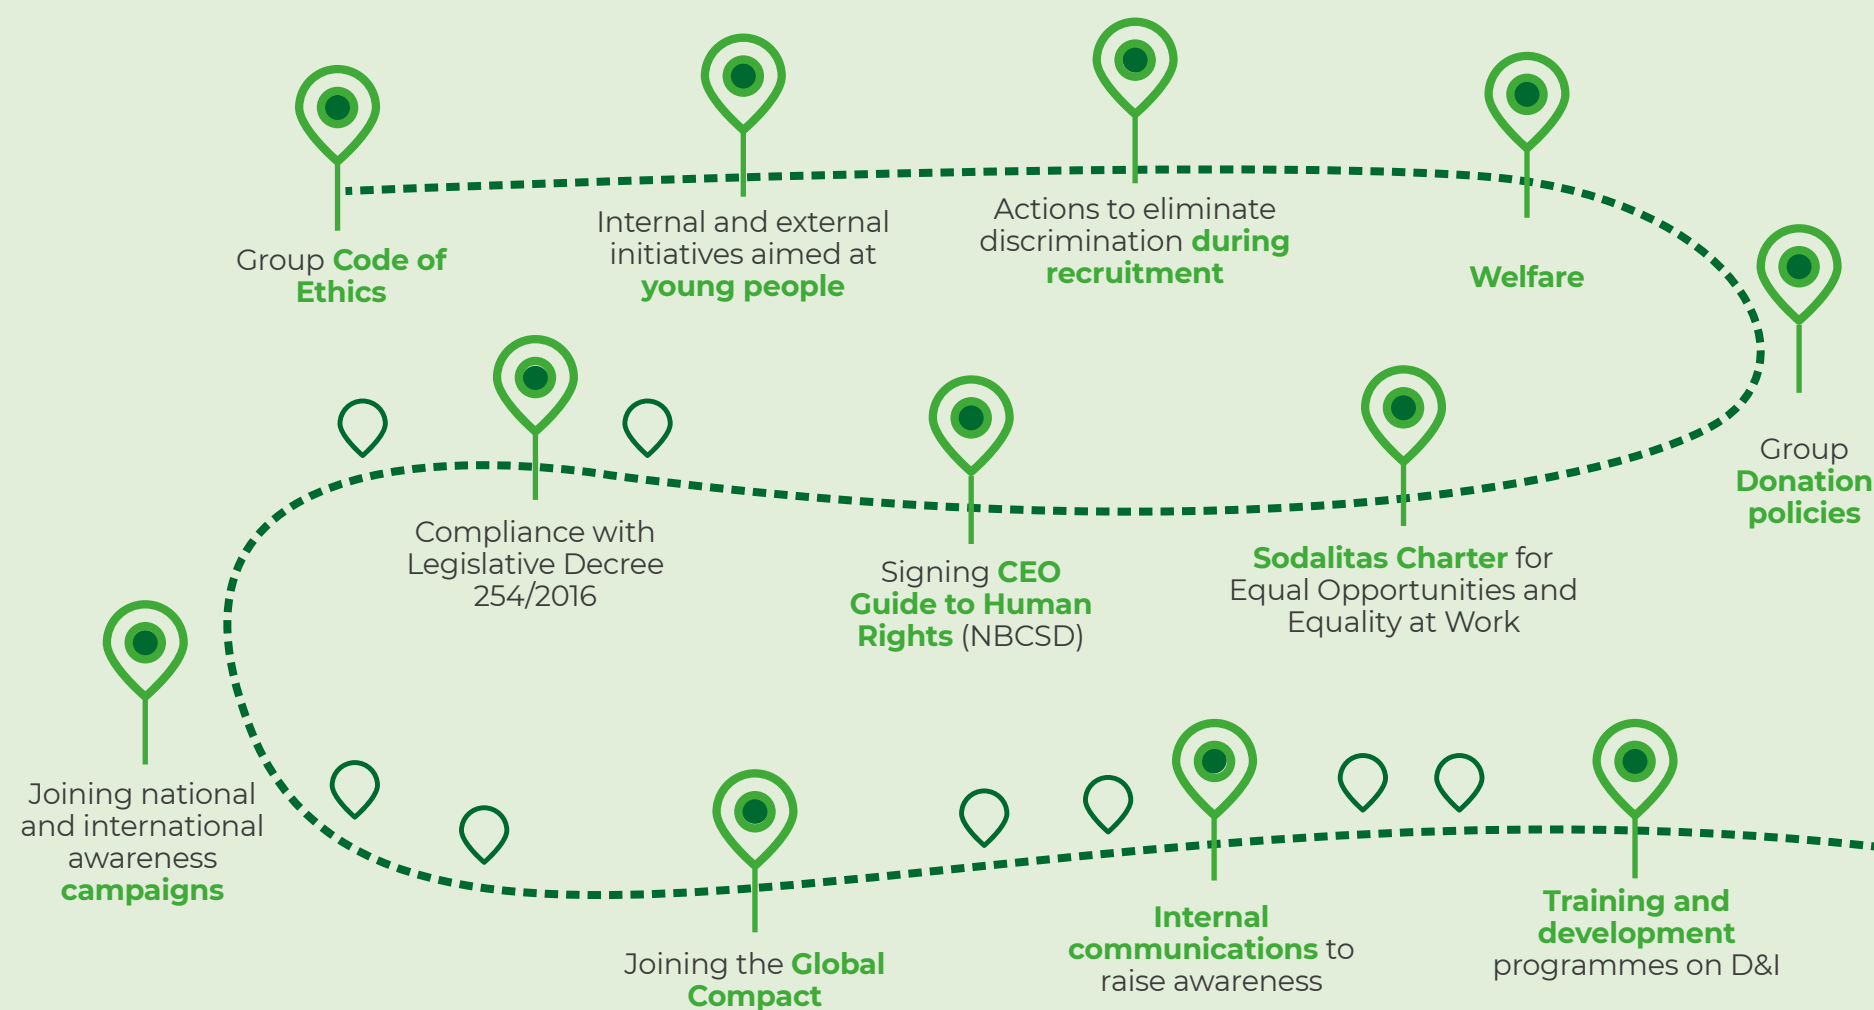 Group Code of
Ethics
Internal and external
initiatives aimed at
young people
Actions to eliminate
discrimination during
recruitment
Welfare
Group
Donation
policies
Sodalitas Charter for
Equal Opportunities and
Equality at Work
Signing CEO
Guide to Human
Rights (NBCSD)
Compliance with
Legislative Decree
254/2016
Joining national
and international
awareness
campaigns
Joining the Global
Compact
Internal
communications to
raise awareness
Training and
development
programmes on D&I